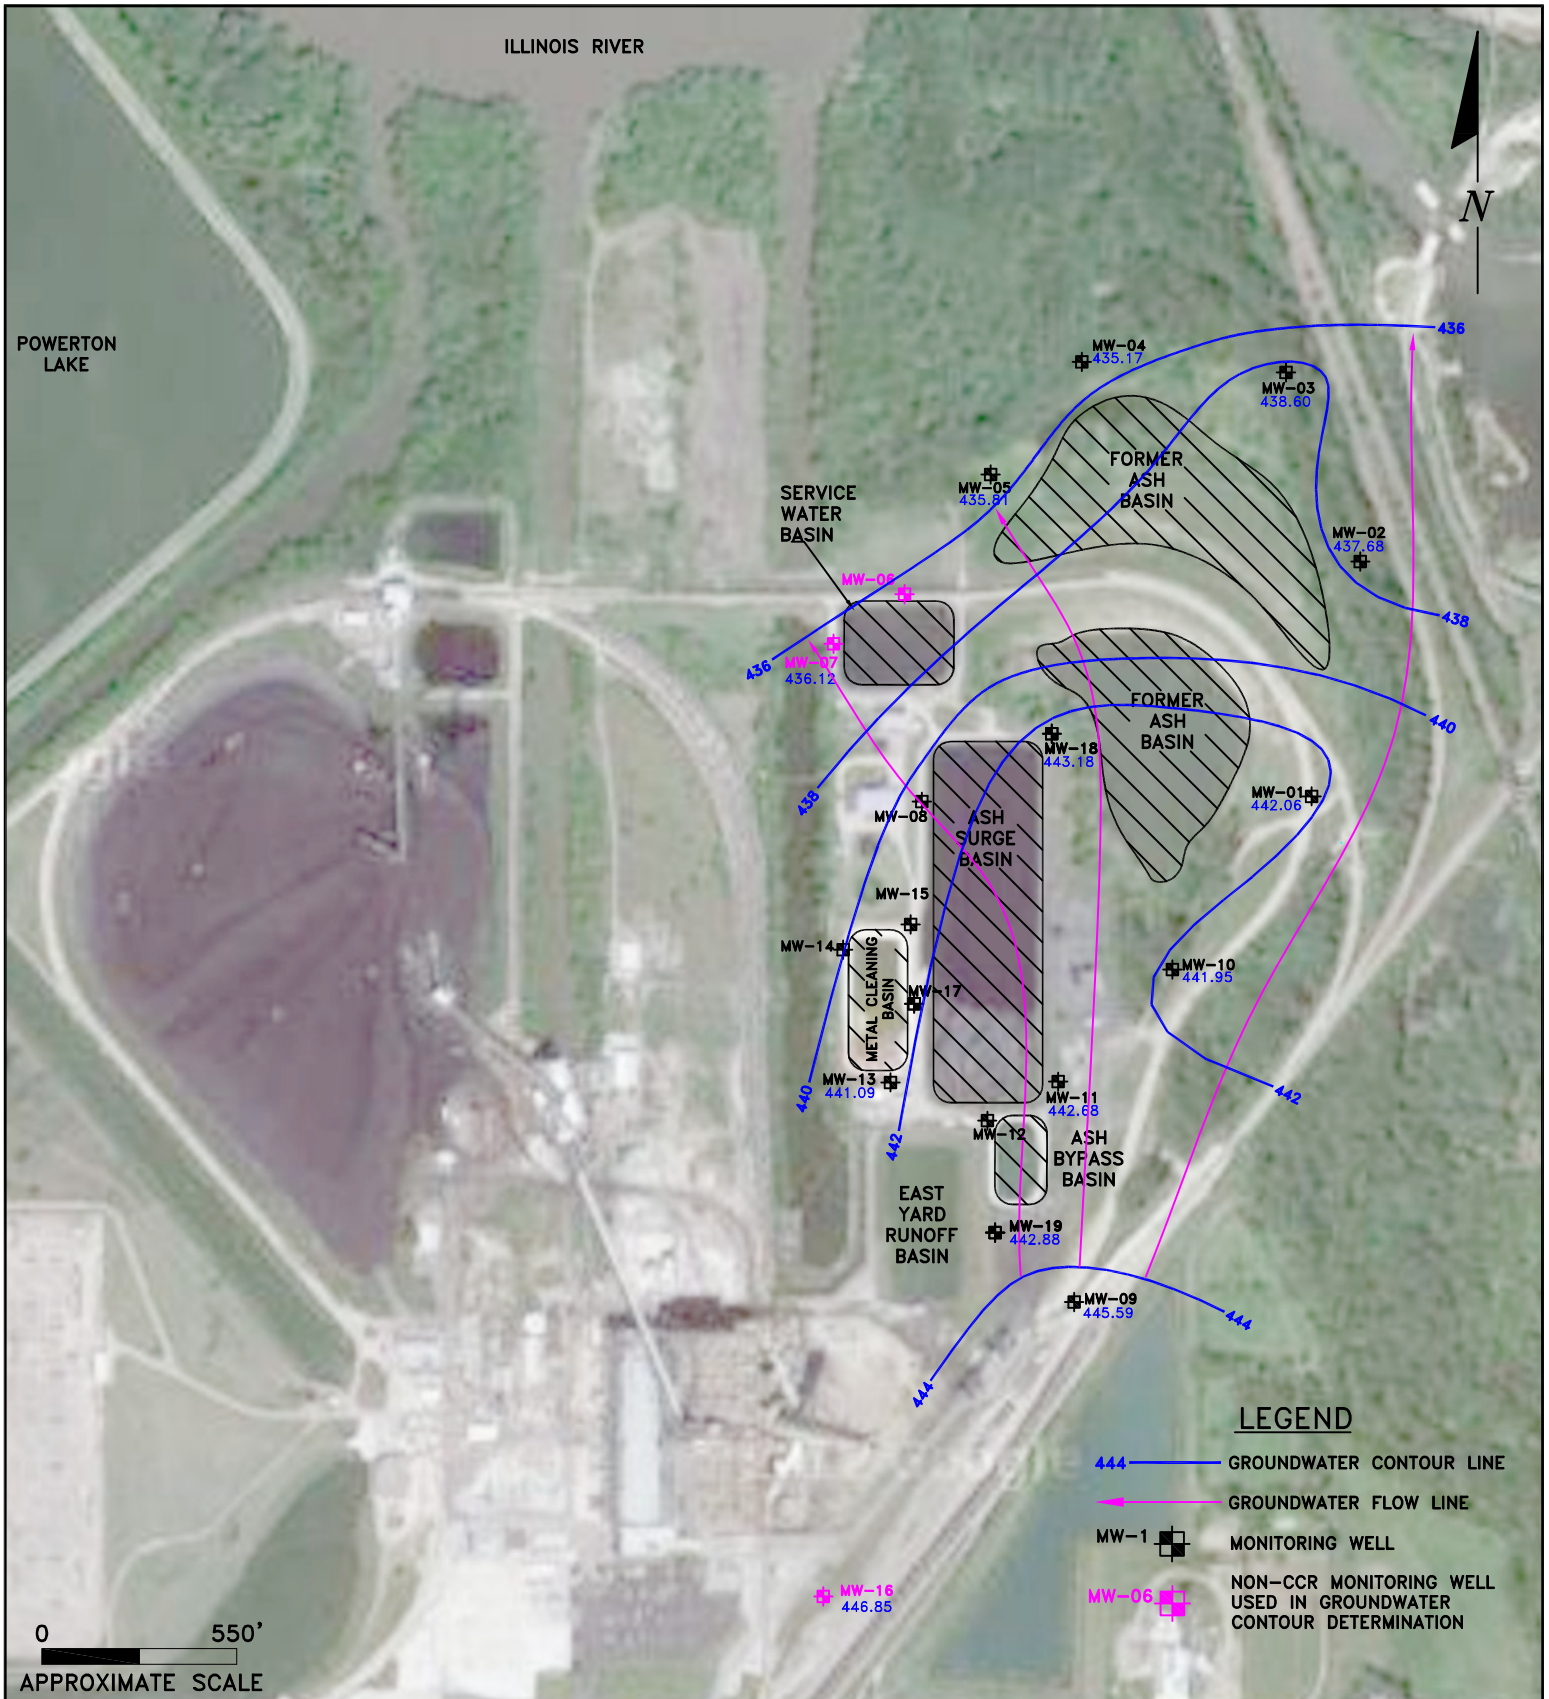 ILLINOIS RIVER
N
POWERTON
LAKE
436
MW-04
435.17
MW-03
438.60
FORMER
ASH
BASIN
MW-05
435.81
SERVICE
WATER
BASIN
MW-02
437.68
MW-06
438
MW-07
436.12
436
FORMER
ASH
BASIN
440
MW-18
443.18
438
MW-01
442.06
MW-08
ASH
SURGE
BASIN
MW-15
MW-14
METAL CLEANING
BASIN
MW-10
441.95
MW-17
MW-13
441.09
440
MW-11
442.68
442
MW-12
442
ASH
BYPASS
BASIN
EAST
YARD
RUNOFF
BASIN
MW-19
442.88
MW-09
445.59
444
444
LEGEND
444 GROUNDWATER CONTOUR LINE
GROUNDWATER FLOW LINE
MW-1 MONITORING WELL
MW-06 NON-CCR MONITORING WELL
USED IN GROUNDWATER
CONTOUR DETERMINATION
MW-16
446.85
0 550'
APPROXIMATE SCALE